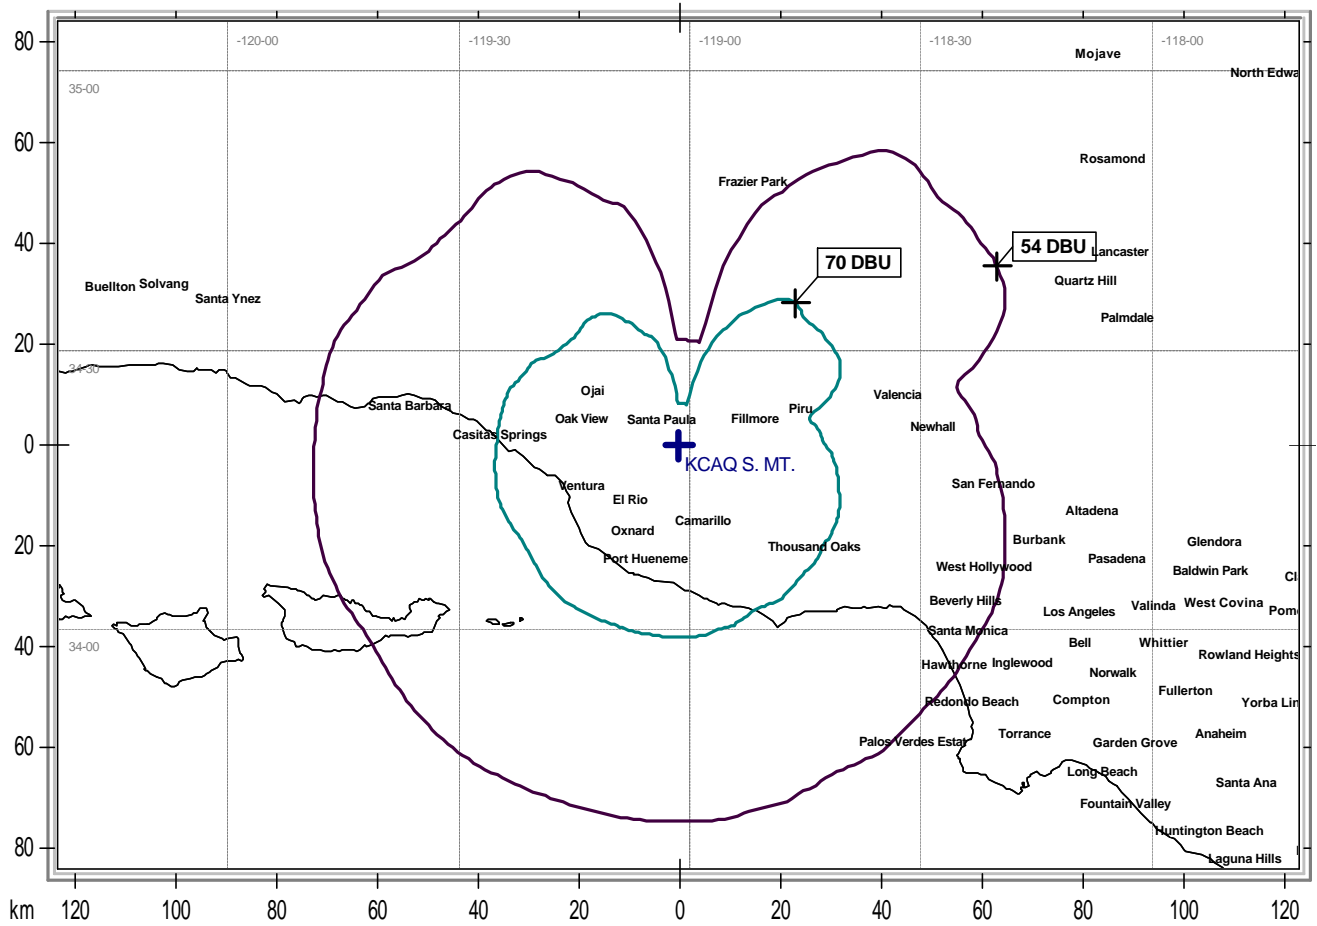 80
-120-00
-119-30
-119-00
-118-30
-118-00
Mojave
North Edwa
35-00
60
Rosamond
Frazier Park
40
54 DBU
Lancaster
70 DBU
Quartz Hill
Buellton
Solvang
Santa Ynez
Palmdale
20
34-30
Ojai
Valencia
Santa Barbara
Piru
Oak View
Santa Paula
Fillmore
Newhall
Casitas Springs
0
KCAQ S. MT.
Ventura
San Fernando
El Rio
Altadena
Camarillo
Oxnard
Burbank
Glendora
20
Thousand Oaks
Port Hueneme
Pasadena
West Hollywood
Baldwin Park
Cl
Beverly Hills
Los Angeles
Valinda
West Covina
Pom
Santa Monica
40
34-00
Bell
Whittier
Rowland Heights
Hawthorne
Inglewood
Norwalk
Fullerton
Redondo Beach
Compton
Yorba Lin
60
Palos Verdes Estat
Torrance
Garden Grove
Anaheim
Long Beach
Santa Ana
Fountain Valley
80
Huntington Beach
Laguna Hills
km
120
100
80
60
40
20
0
20
40
60
80
100
120